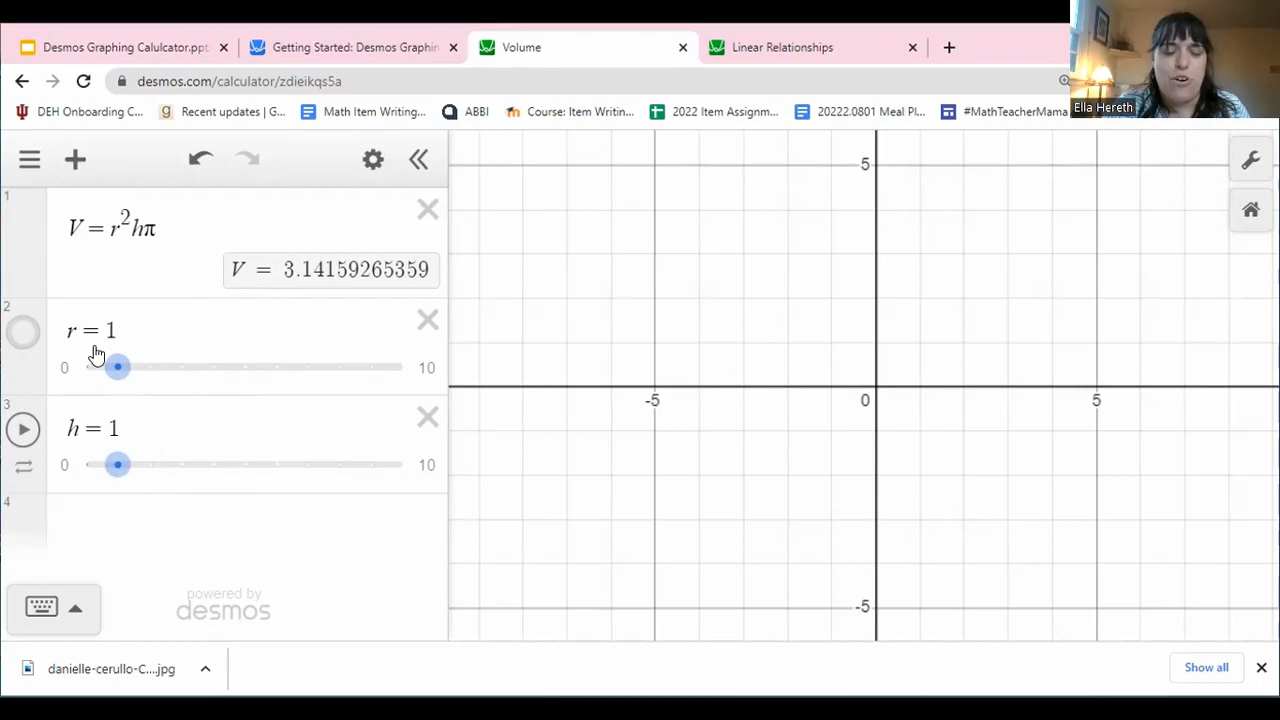 Desmos Graphing Calulcator.ppt
Getting Started: Desmos Graphin
Volume
Linear Relationships
desmos.com/calculator/zdieikqs5a
DEH Onboarding C...
Recent updates | G...
Math Item Writing...
ABBI
Course: Item Writin...
2022 Item Assignm...
20222.0801 Meal Pl...
#MathTeacherMama
Ella Hereth
1
V = r²hπ
V = 3.14159265359
2
r = 1
0 10
3
h = 1
0 10
4
powered by
desmos
5
-5 0 5
-5
danielle-cerullo-C....jpg
Show all